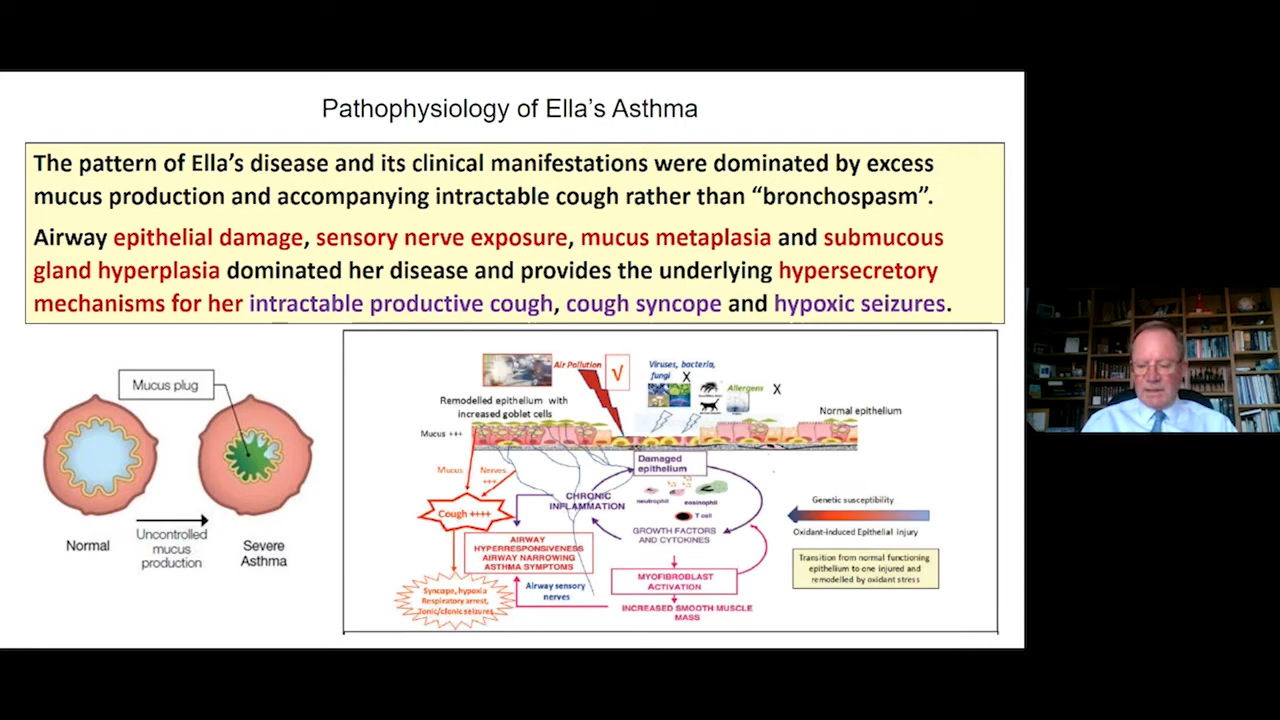 Pathophysiology of Ella's Asthma
The pattern of Ella's disease and its clinical manifestations were dominated by excess
mucus production and accompanying intractable cough rather than "bronchospasm".
Airway epithelial damage, sensory nerve exposure, mucus metaplasia and submucous
gland hyperplasia dominated her disease and provides the underlying hypersecretory
mechanisms for her intractable productive cough, cough syncope and hypoxic seizures.
Mucus plug
Normal
Uncontrolled
mucus
production
Severe
Asthma
Air Pollution
√
Viruses, bacteria,
fungi X
Allergens X
Remodelled epithelium with
increased goblet cells
Normal epithelium
Mucus +++
Mucus
Nerves
+++
Damaged
epithelium
neutrophil
eosinophil
T cell
CHRONIC
INFLAMMATION
Cough ++++
GROWTH FACTORS
AND CYTOKINES
Genetic susceptibility
Oxidant-induced Epithelial injury
AIRWAY
HYPERRESPONSIVENESS
AIRWAY NARROWING
ASTHMA SYMPTOMS
Transition from normal functioning
epithelium to one injured and
remodelled by oxidant stress
MYOFIBROBLAST
ACTIVATION
Syncope, hypoxia
Respiratory arrest,
Tonic/clonic seizures
Airway sensory
nerves
INCREASED SMOOTH MUSCLE
MASS